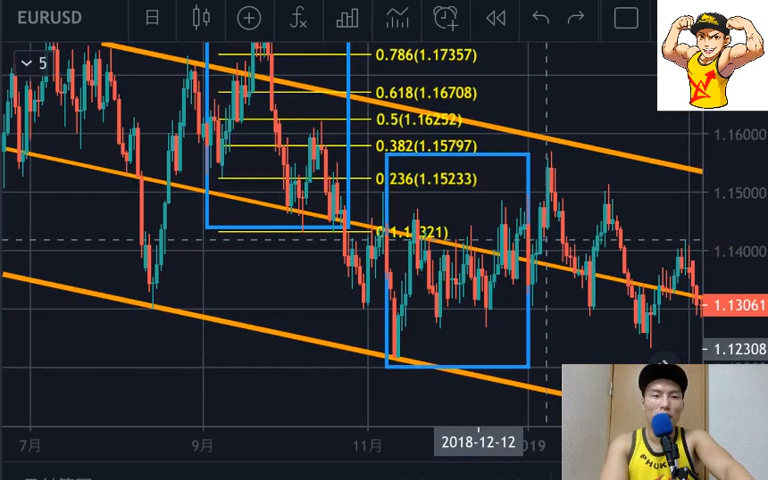 EURUSD
日
5
0.786(1.17357)
0.618(1.16708)
0.5(1.16252)
0.382(1.15797)
0.236(1.15233)
1.16000
1.15000
1.14000
1.13061
1.12308
7月
9月
11月
2018-12-12
019
PHUK